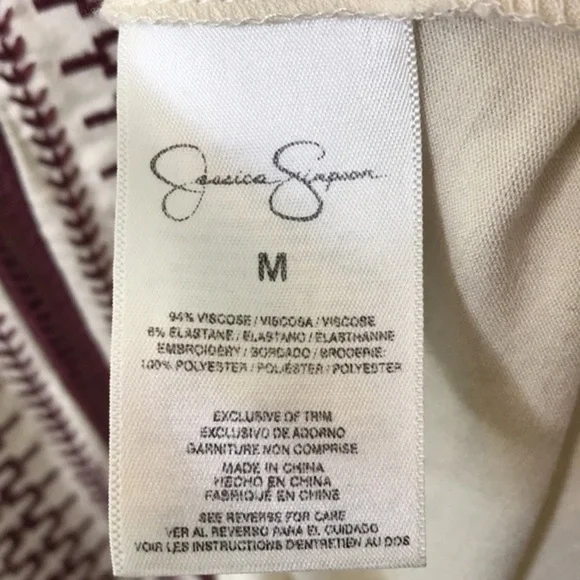 Jessica Simpson
M
94% VISCOSE / VISCOSA / VISCOSE
6% ELASTANE / ELASTANO / ELASTHANNE
EMBROIDERY / BORDADO / BRODERIE:
100% POLYESTER / POLIÉSTER / POLYESTER
EXCLUSIVE OF TRIM
EXCLUSIVO DE ADORNO
GARNITURE NON COMPRISE
MADE IN CHINA
HECHO EN CHINA
FABRIQUÉ EN CHINE
SEE REVERSE FOR CARE
VER AL REVERSO PARA EL CUIDADO
VOIR LES INSTRUCTIONS D'ENTRETIEN AU DOS